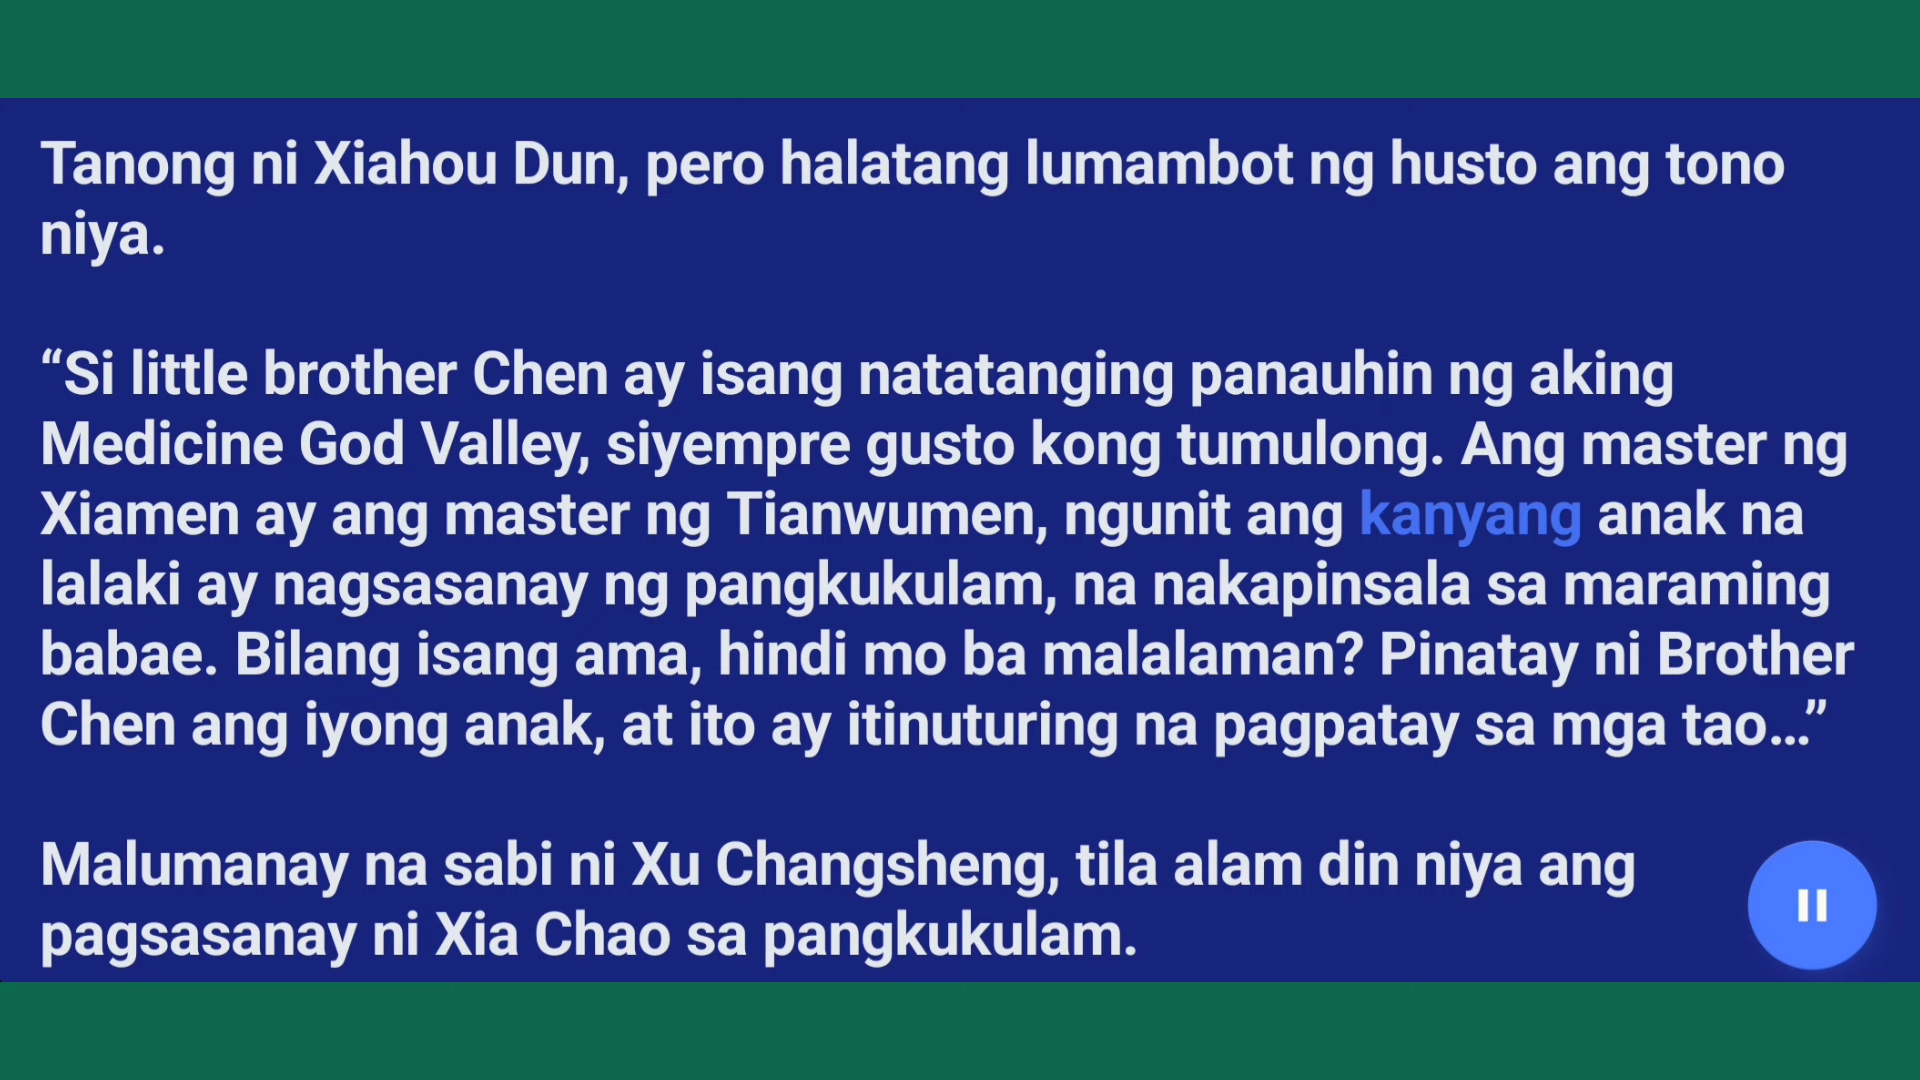 Tanong ni Xiahou Dun, pero halatang lumambot ng husto ang tono
niya.
“Si little brother Chen ay isang natatanging panauhin ng aking
Medicine God Valley, siyempre gusto kong tumulong. Ang master ng
Xiamen ay ang master ng Tianwumen, ngunit ang kanyang anak na
lalaki ay nagsasanay ng pangkukulam, na nakapinsala sa maraming
babae. Bilang isang ama, hindi mo ba malalaman? Pinatay ni Brother
Chen ang iyong anak, at ito ay itinuturing na pagpatay sa mga tao…”
Malumanay na sabi ni Xu Changsheng, tila alam din niya ang
pagsasanay ni Xia Chao sa pangkukulam.